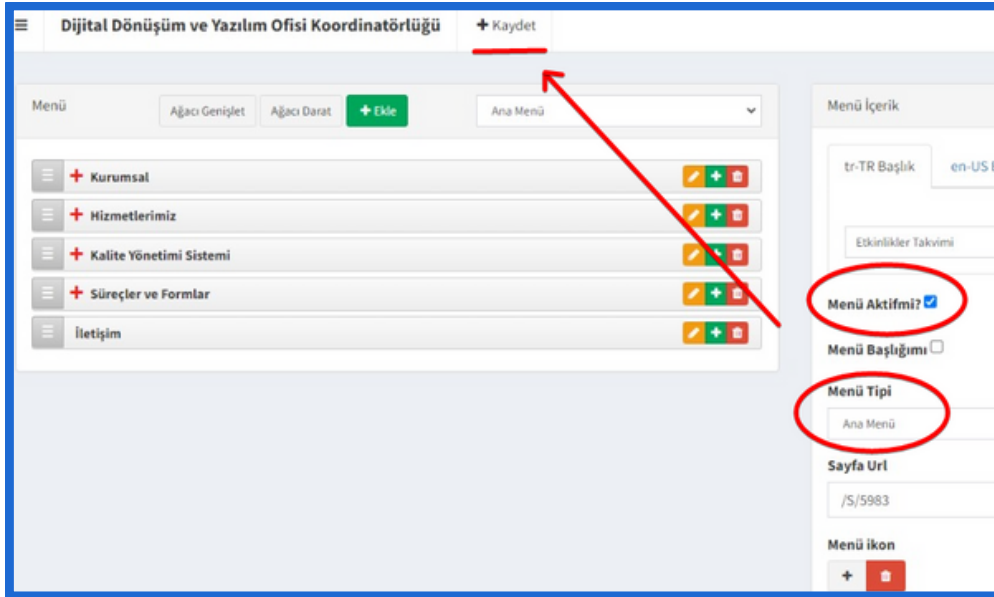 Dijital Dönüşüm ve Yazılım Ofisi Koordinatörlüğü
Kaydet
Menü
Ağacı Genişlet
Ağacı Darat
Ekle
Ana Menü
Kurumsal
Hizmetlerimiz
Kalite Yönetimi Sistemi
Süreçler ve Formlar
İletişim
Menü İçerik
tr-TR Başlık
en-US
Etkinlikler Takvimi
Menü Aktifmi?
Menü Başlığımı
Menü Tipi
Ana Menü
Sayfa Url
/S/5983
Menü ikon